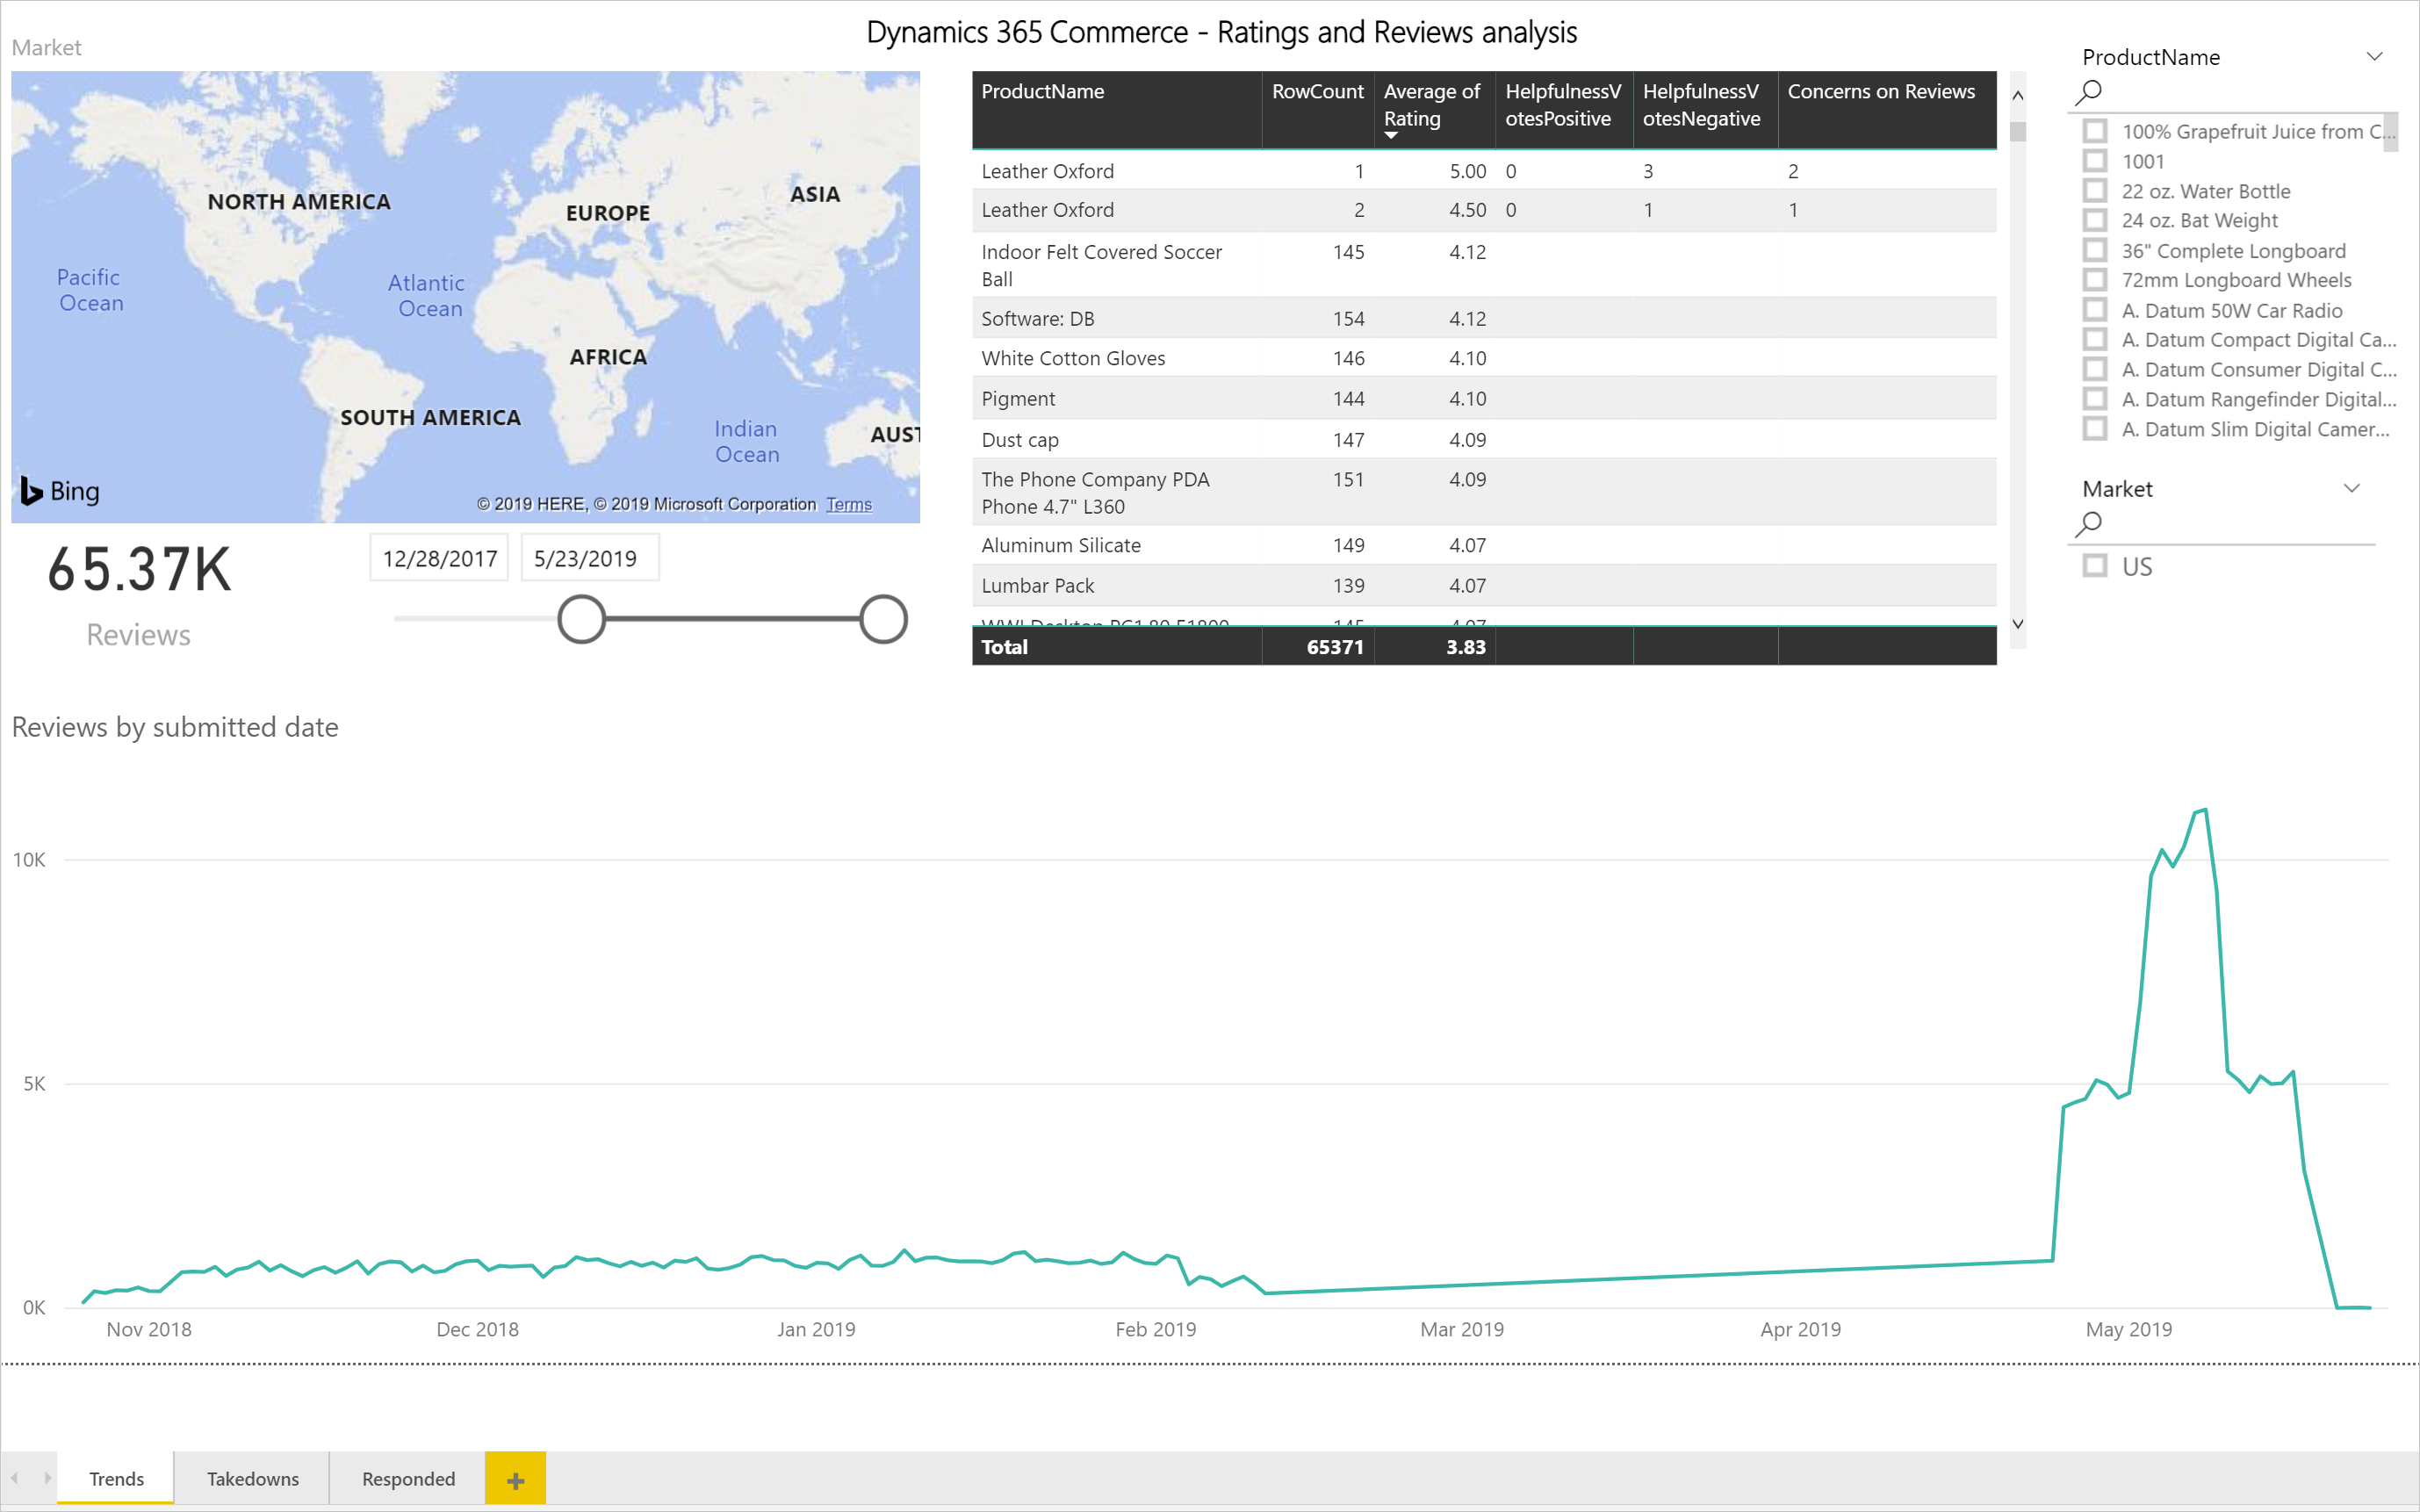 Dynamics 365 Commerce - Ratings and Reviews analysis
Market
NORTH AMERICA
EUROPE
ASIA
Pacific
Ocean
Atlantic
Ocean
AFRICA
SOUTH AMERICA
Indian
Ocean
AUST
Bing
© 2019 HERE, © 2019 Microsoft Corporation Terms
65.37K
Reviews
12/28/2017 5/23/2019
ProductName RowCount Average of Rating HelpfulnessVotesPositive HelpfulnessVotesNegative Concerns on Reviews
Leather Oxford 1 5.00 0 3 2
Leather Oxford 2 4.50 0 1 1
Indoor Felt Covered Soccer Ball 145 4.12
Software: DB 154 4.12
White Cotton Gloves 146 4.10
Pigment 144 4.10
Dust cap 147 4.09
The Phone Company PDA Phone 4.7" L360 151 4.09
Aluminum Silicate 149 4.07
Lumbar Pack 139 4.07
Total 65371 3.83
ProductName
100% Grapefruit Juice from C...
1001
22 oz. Water Bottle
24 oz. Bat Weight
36" Complete Longboard
72mm Longboard Wheels
A. Datum 50W Car Radio
A. Datum Compact Digital Ca...
A. Datum Consumer Digital C...
A. Datum Rangefinder Digital...
A. Datum Slim Digital Camer...
Market
US
Reviews by submitted date
10K
5K
0K
Nov 2018 Dec 2018 Jan 2019 Feb 2019 Mar 2019 Apr 2019 May 2019
Trends Takedowns Responded +